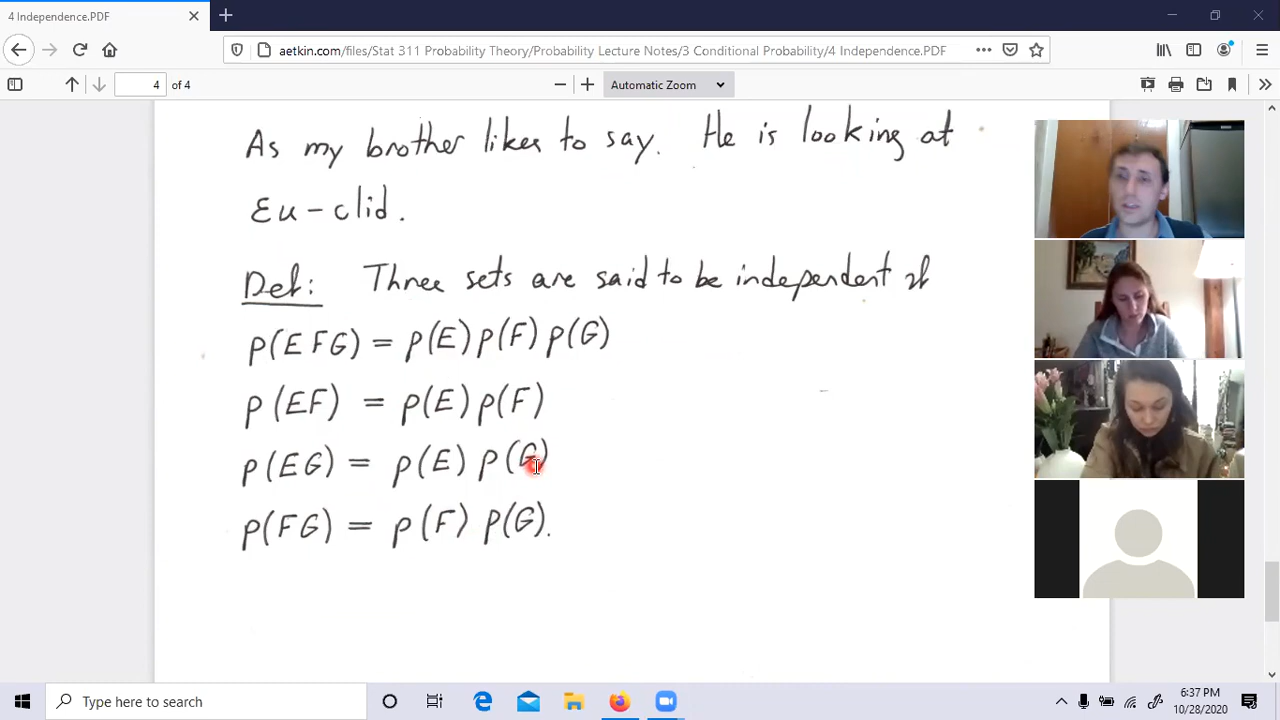 4 Independence.PDF
aetkin.com/files/Stat 311 Probability Theory/Probability Lecture Notes/3 Conditional Probability/4 Independence.PDF
4 of 4
Automatic Zoom
As my brother likes to say. He is looking at
Eu-clid.
Def: Three sets are said to be independent if
p(EFG) = p(E) p(F) p(G)
p(EF) = p(E) p(F)
p(EG) = p(E) p(G)
p(FG) = p(F) p(G).
Type here to search
6:37 PM
10/28/2020